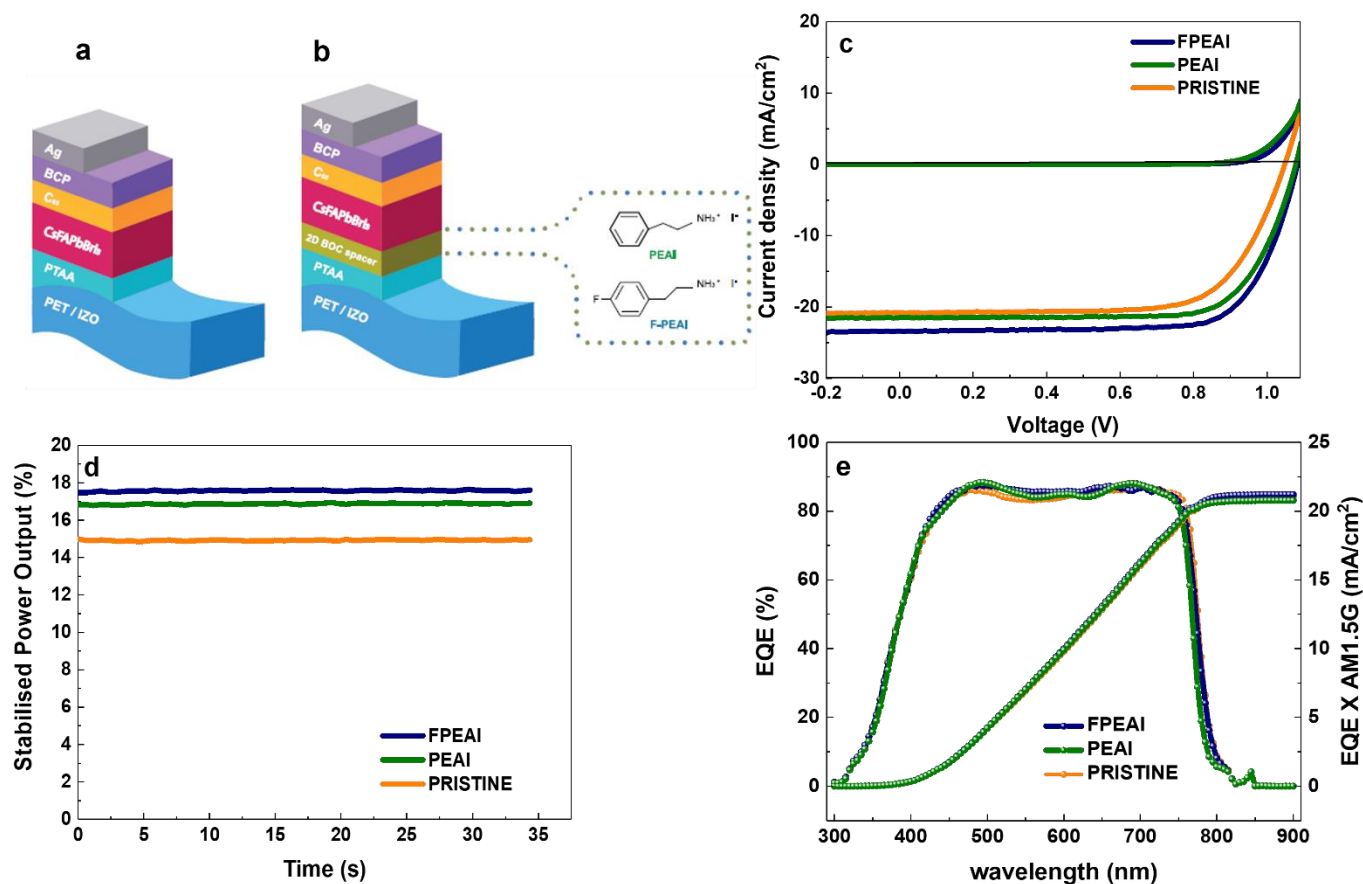 a
Ag
BCP
C₆₀
CsFAPbBrI₃
PTAA
PET / IZO
b
Ag
BCP
C₆₀
CsFAPbBrI₃
2D BOC spacer
PTAA
PET / IZO
NH₃⁺ I⁻
PEAI
F
NH₃⁺ I⁻
F-PEAI
c
FPEAI
PEAI
PRISTINE
20
10
0
-10
-20
-30
-0.2
0.0
0.2
0.4
0.6
0.8
1.0
Current density (mA/cm²)
Voltage (V)
d
20
18
16
14
12
10
8
6
4
2
0
0
5
10
15
20
25
30
35
Stabilised Power Output (%)
Time (s)
FPEAI
PEAI
PRISTINE
e
100
80
60
40
20
0
25
20
15
10
5
0
300
400
500
600
700
800
900
EQE (%)
EQE X AM1.5G (mA/cm²)
wavelength (nm)
FPEAI
PEAI
PRISTINE